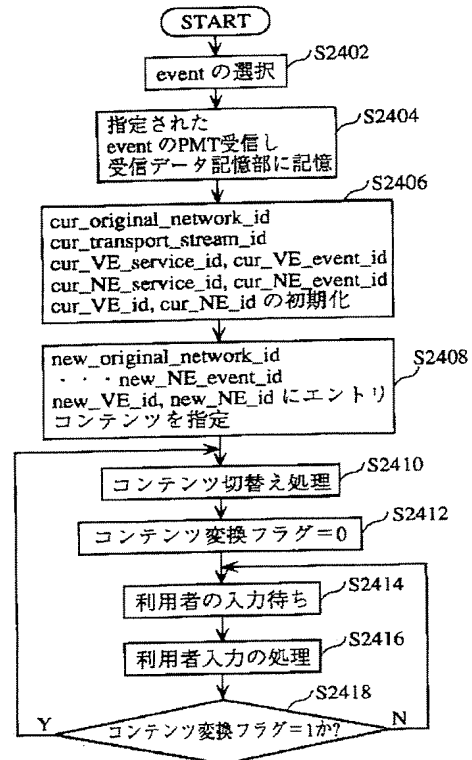 START
S2402
event の選択
S2404
指定された
event のPMT受信し
受信データ記憶部に記憶
S2406
cur_original_network_id
cur_transport_stream_id
cur_VE_service_id, cur_VE_event_id
cur_NE_service_id, cur_NE_event_id
cur_VE_id, cur_NE_id の初期化
S2408
new_original_network_id
・・・new_NE_event_id
new_VE_id, new_NE_id にエントリ
コンテンツを指定
S2410
コンテンツ切替え処理
S2412
コンテンツ変換フラグ＝0
S2414
利用者の入力待ち
S2416
利用者入力の処理
S2418
Y
コンテンツ変換フラグ＝1か?
N